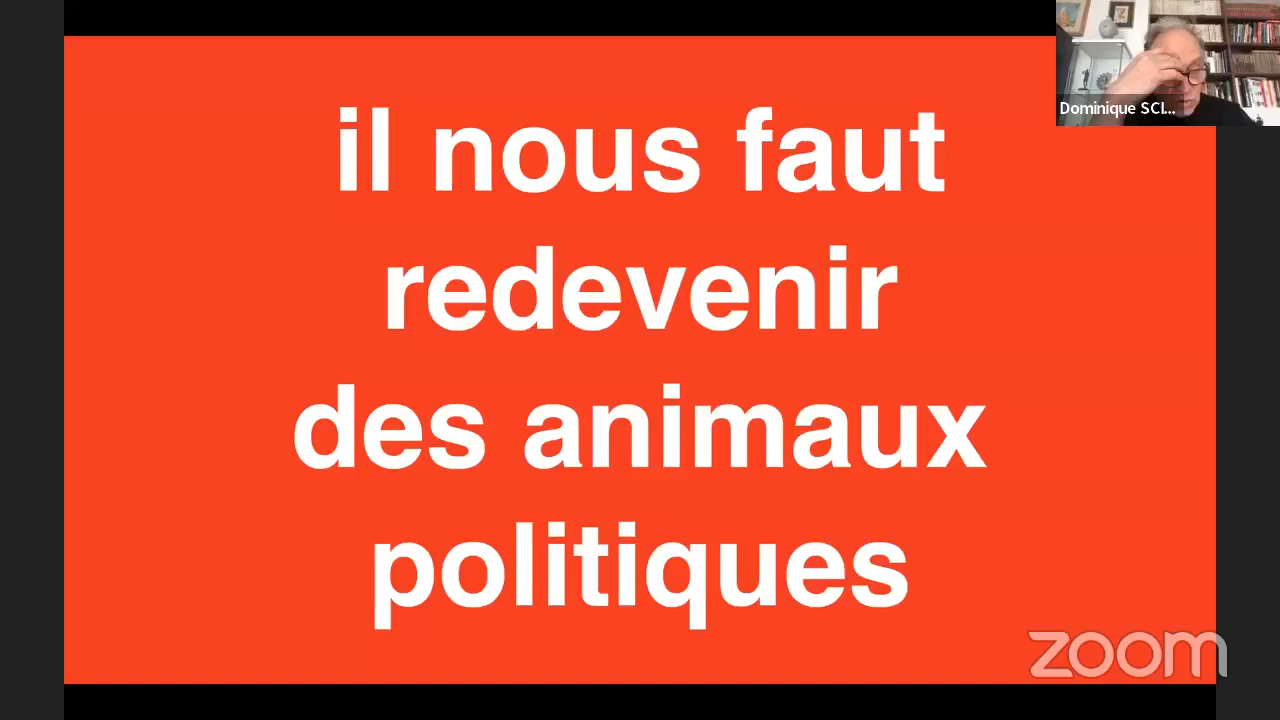 il nous faut
redevenir
des animaux
politiques
Dominique SCI...
zoom